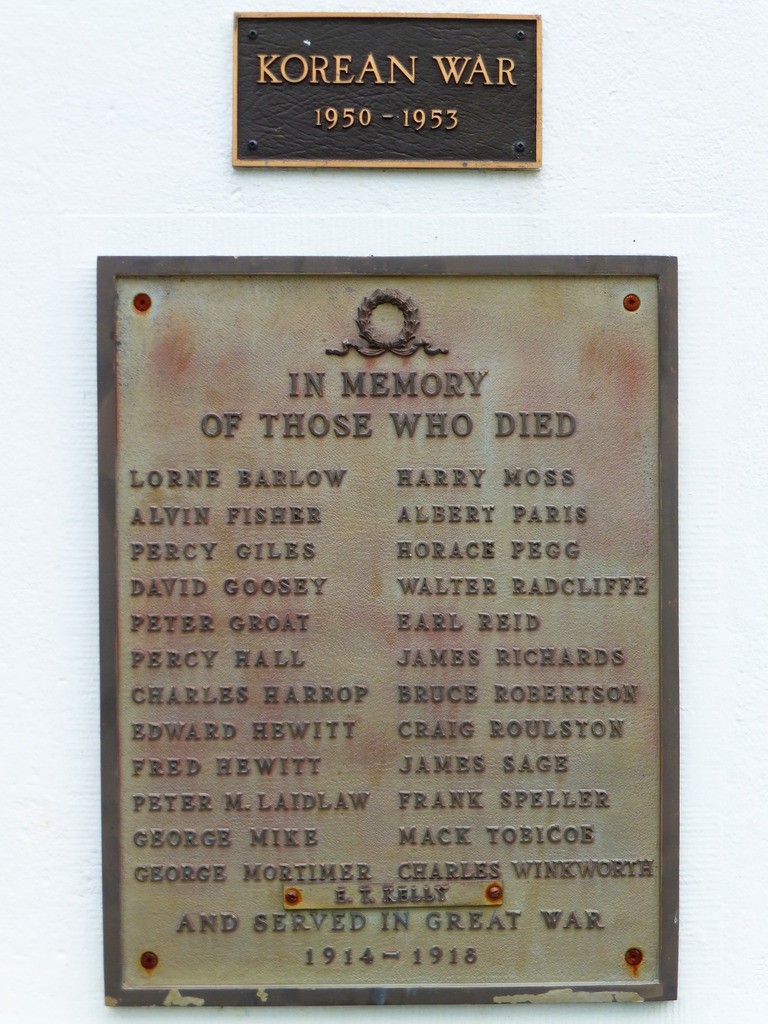 KOREAN WAR
1950 - 1953
IN MEMORY
OF THOSE WHO DIED
LORNE BARLOW
ALVIN FISHER
PERCY GILES
DAVID GOOSEY
PETER GROAT
PERCY HALL
CHARLES HARROP
EDWARD HEWITT
FRED HEWITT
PETER M. LAIDLAW
GEORGE MIKE
GEORGE MORTIMER
HARRY MOSS
ALBERT PARIS
HORACE PEGG
WALTER RADCLIFFE
EARL REID
JAMES RICHARDS
BRUCE ROBERTSON
CRAIG ROULSTON
JAMES SAGE
FRANK SPELLER
MACK TOBICOE
CHARLES WINKWORTH
E. T. KELLY
AND SERVED IN GREAT WAR
1914 - 1918